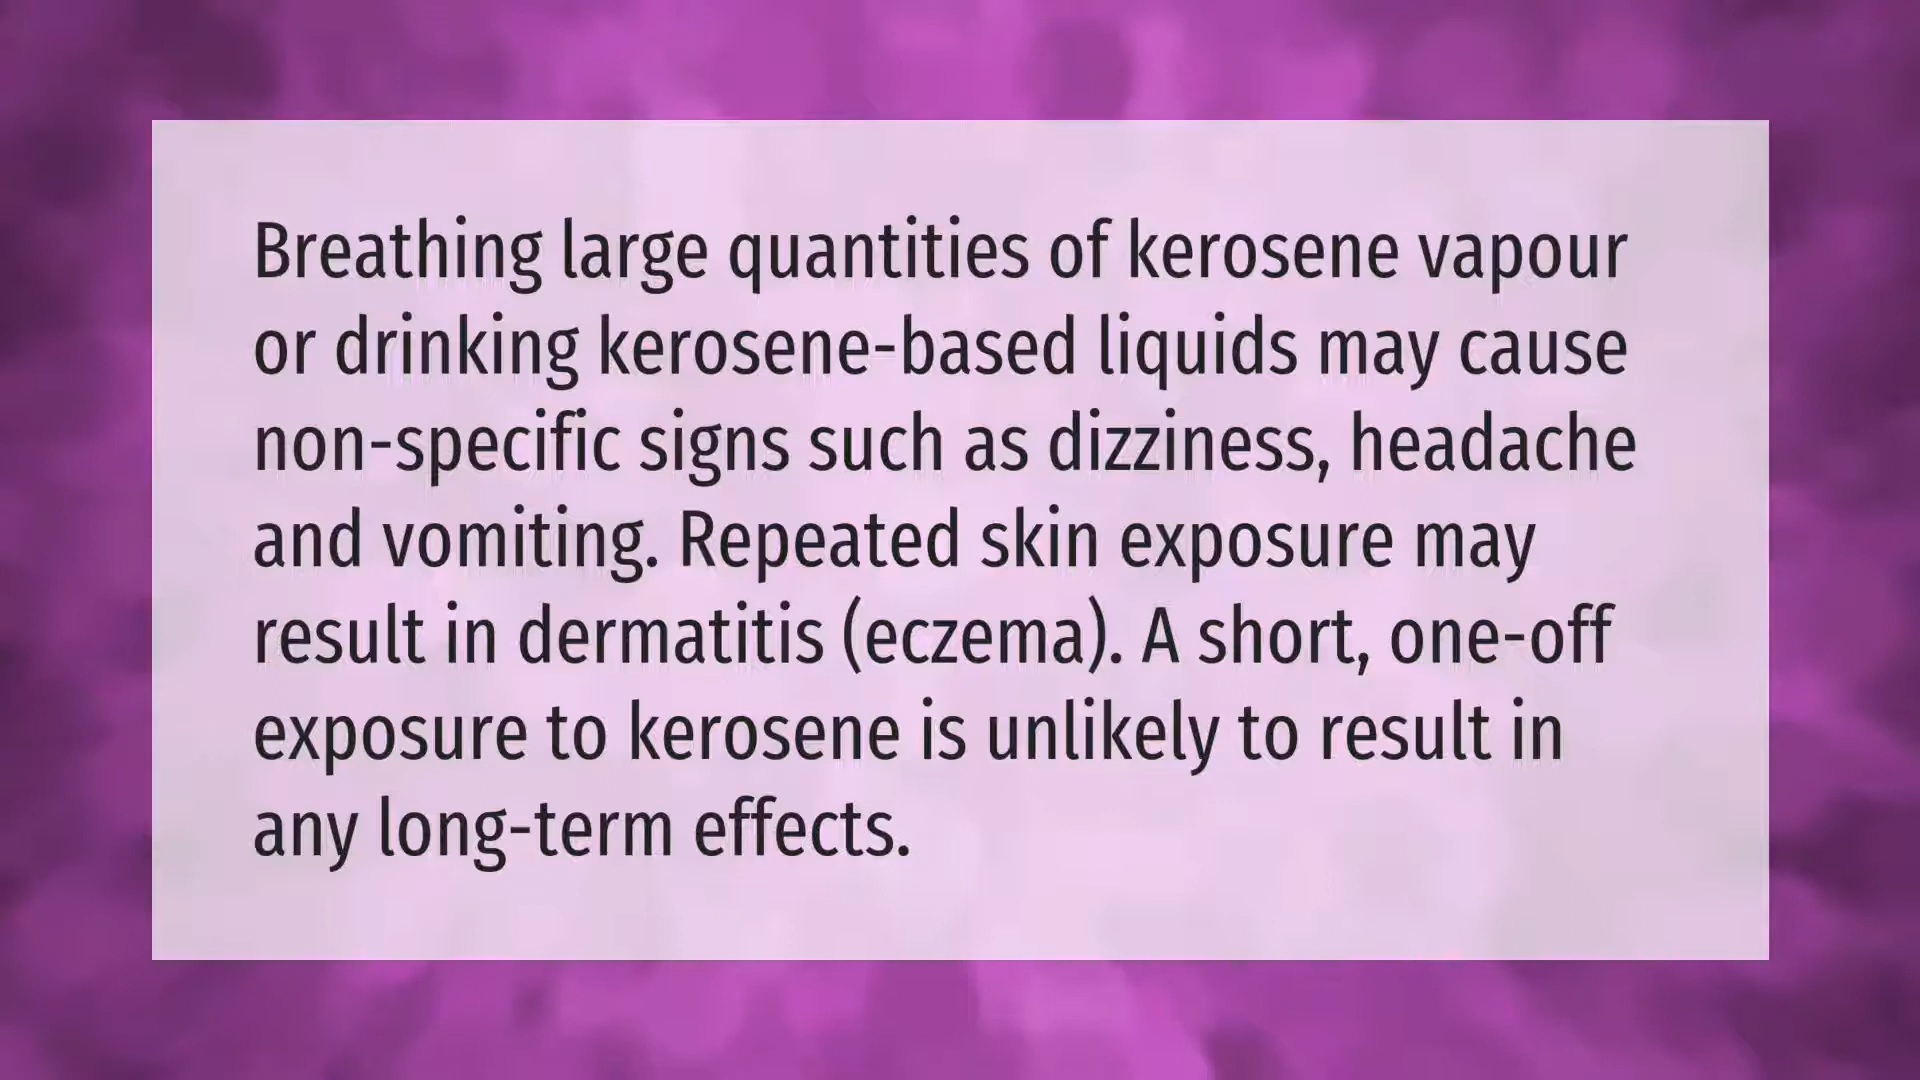 Breathing large quantities of kerosene vapour
or drinking kerosene-based liquids may cause
non-specific signs such as dizziness, headache
and vomiting. Repeated skin exposure may
result in dermatitis (eczema). A short, one-off
exposure to kerosene is unlikely to result in
any long-term effects.